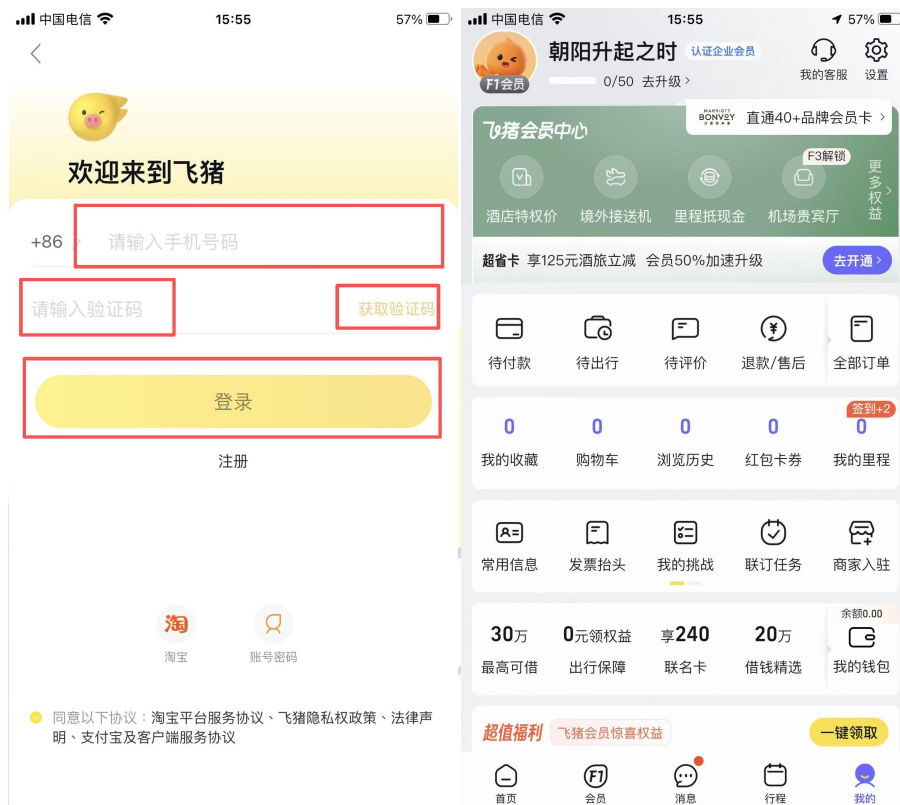 中国电信 15:55 57%
欢迎来到飞猪
+86 请输入手机号码
请输入验证码 获取验证码
登录
注册
淘宝 账号密码
同意以下协议：淘宝平台服务协议、飞猪隐私权政策、法律声
明、支付宝及客户端服务协议
中国电信 15:55 57%
朝阳升起之时 认证企业会员
F1会员 0/50 去升级
我的客服 设置
飞猪会员中心
MARRIOTT
BONVOY
直通40+品牌会员卡
F3解锁
酒店特权价 境外接送机 里程抵现金 机场贵宾厅 更多权益
超省卡 享125元酒旅立减 会员50%加速升级 去开通
待付款 待出行 待评价 退款/售后 全部订单
签到+2
0 0 0 0 0
我的收藏 购物车 浏览历史 红包卡券 我的里程
常用信息 发票抬头 我的挑战 联订任务 商家入驻
余额0.00
30万 0元领权益 享240 20万
最高可借 出行保障 联名卡 借钱精选 我的钱包
超值福利 飞猪会员惊喜权益 一键领取
F1
首页 会员 消息 行程 我的